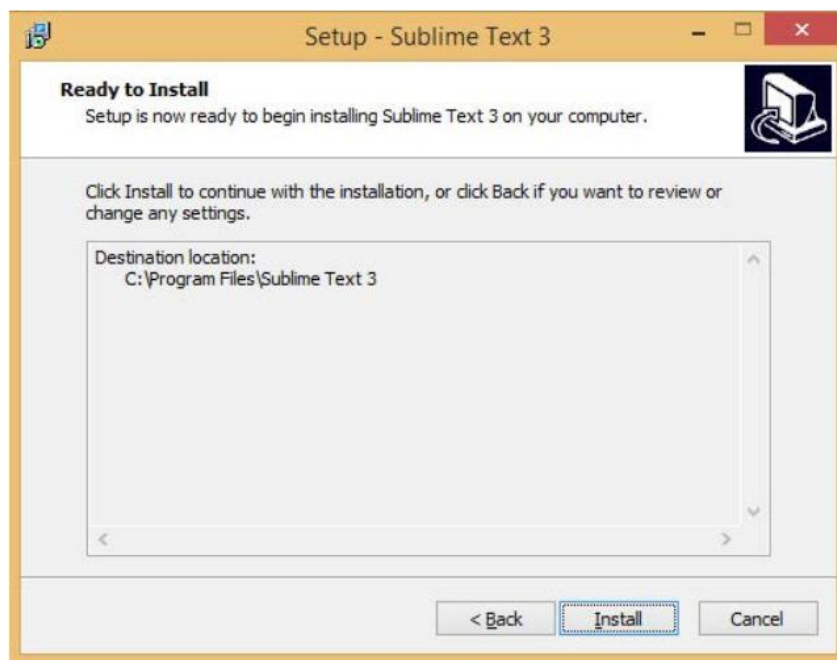 Setup - Sublime Text 3
Ready to Install
Setup is now ready to begin installing Sublime Text 3 on your computer.
Click Install to continue with the installation, or click Back if you want to review or
change any settings.
Destination location:
C:\Program Files\Sublime Text 3
< Back
Install
Cancel